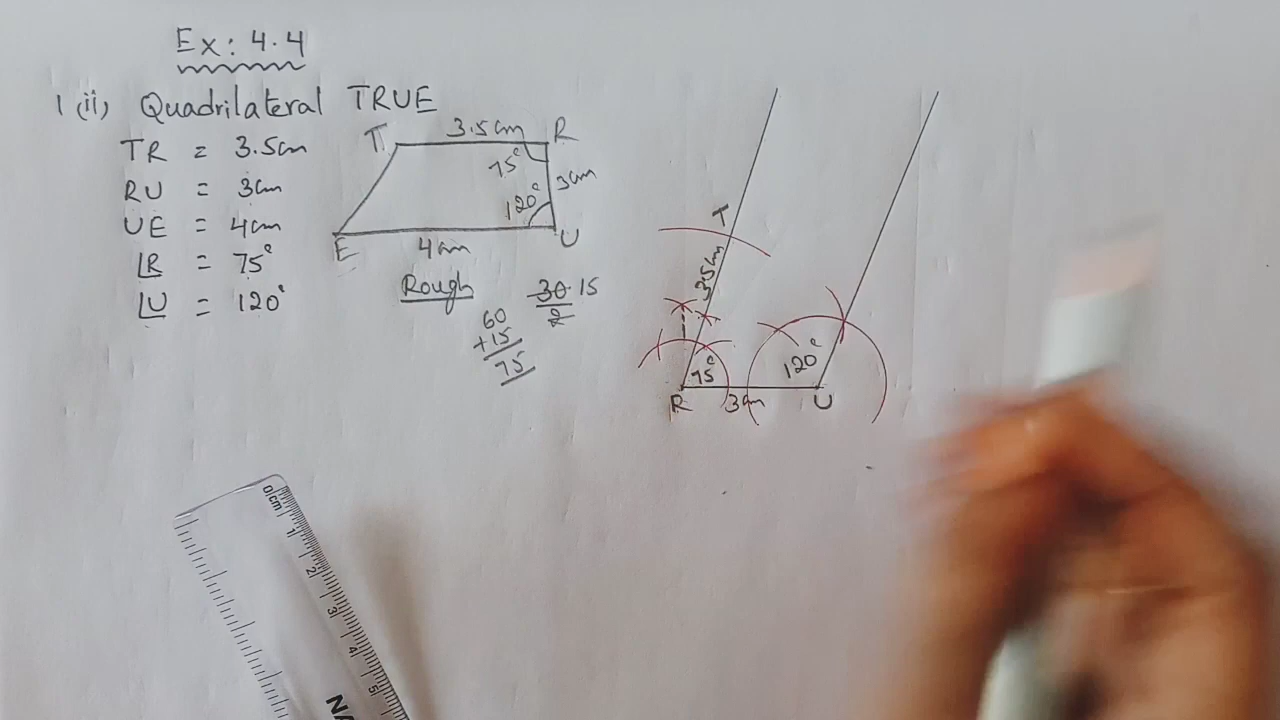 Ex: 4.4
1 (ii) Quadrilateral TRUE
TR = 3.5cm
RU = 3cm
UE = 4cm
∠R = 75°
∠U = 120°
T 3.5cm R
75°
3cm
120°
E 4cm U
Rough
30 15
2
60
+15
75
T
3.5cm
75° 120°
R 3cm U
0cm 1 2 3 4 5